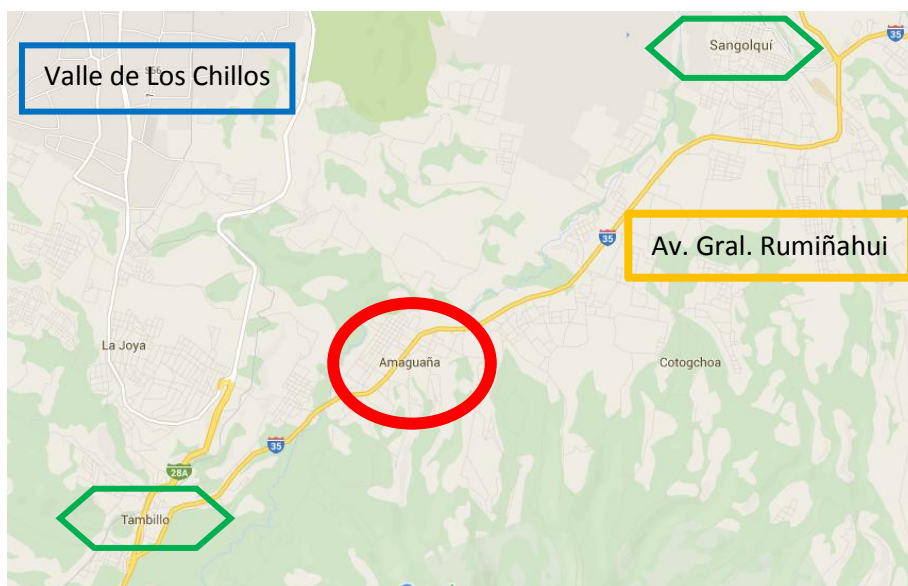 Sangolquí
35
Valle de Los Chillos
35
Av. Gral. Rumiñahui
La Joya
Amaguaña
Cotogchoa
35
28A
Tambillo